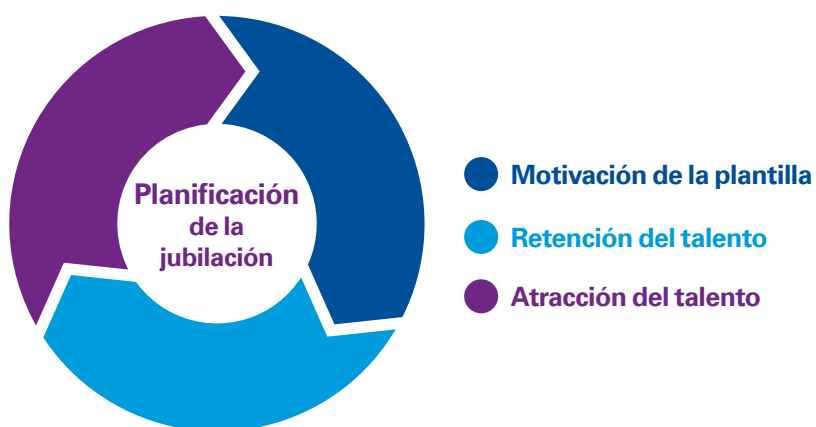 Planificación
de la
jubilación
Motivación de la plantilla
Retención del talento
Atracción del talento